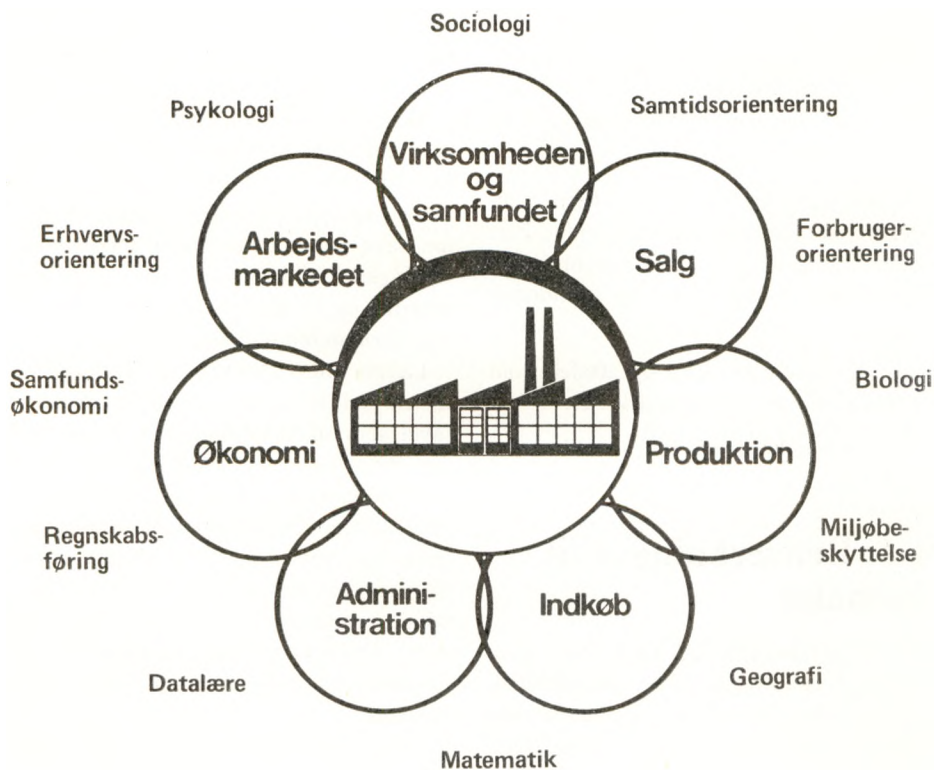 Sociologi
Psykologi
Samtidsorientering
Virksomheden
og
samfundet
Erhvervs-
orientering
Arbejds-
markedet
Salg
Forbruger-
orientering
Samfunds-
økonomi
Biologi
Økonomi
Produktion
Regnskabs-
føring
Miljøbe-
skyttelse
Admini-
stration
Indkøb
Datalære
Geografi
Matematik